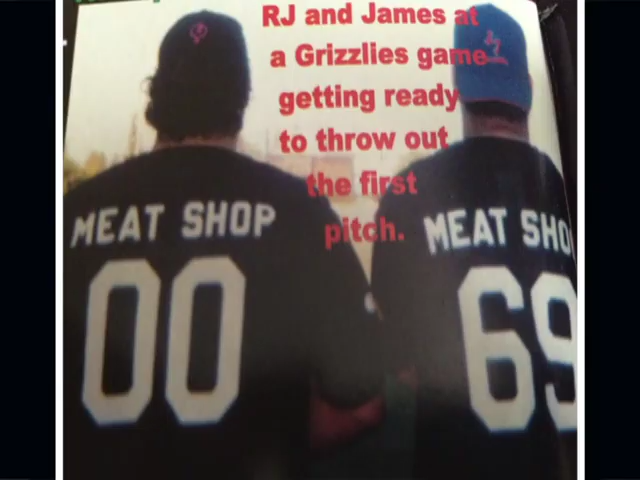 RJ and James at
a Grizzlies game
getting ready
to throw out
the first
pitch.
MEAT SHOP
MEAT SHO
00
69